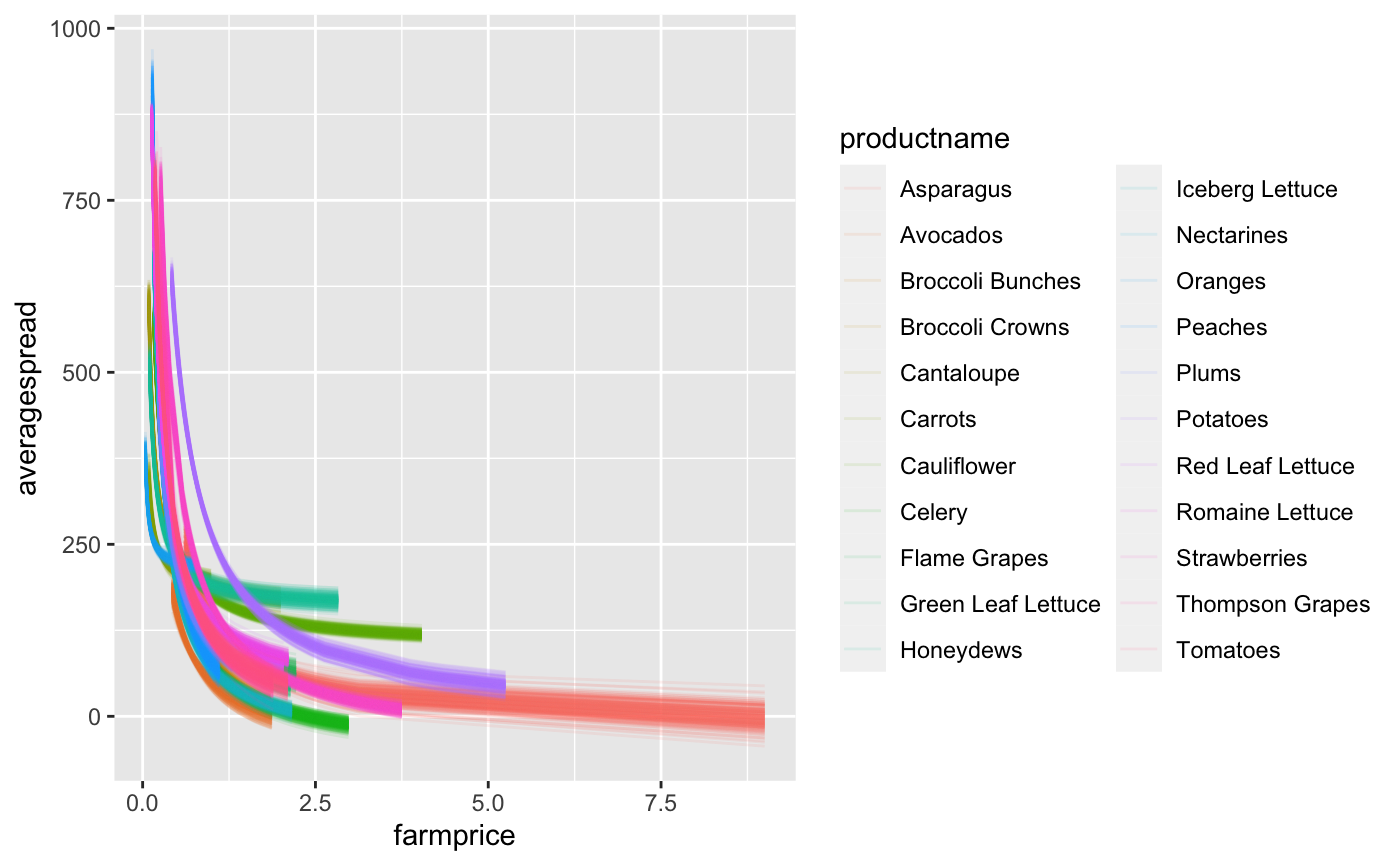 1000
750
500
250
0
averagespread
0.0 2.5 5.0 7.5
farmprice
productname
Asparagus
Avocados
Broccoli Bunches
Broccoli Crowns
Cantaloupe
Carrots
Cauliflower
Celery
Flame Grapes
Green Leaf Lettuce
Honeydews
Iceberg Lettuce
Nectarines
Oranges
Peaches
Plums
Potatoes
Red Leaf Lettuce
Romaine Lettuce
Strawberries
Thompson Grapes
Tomatoes